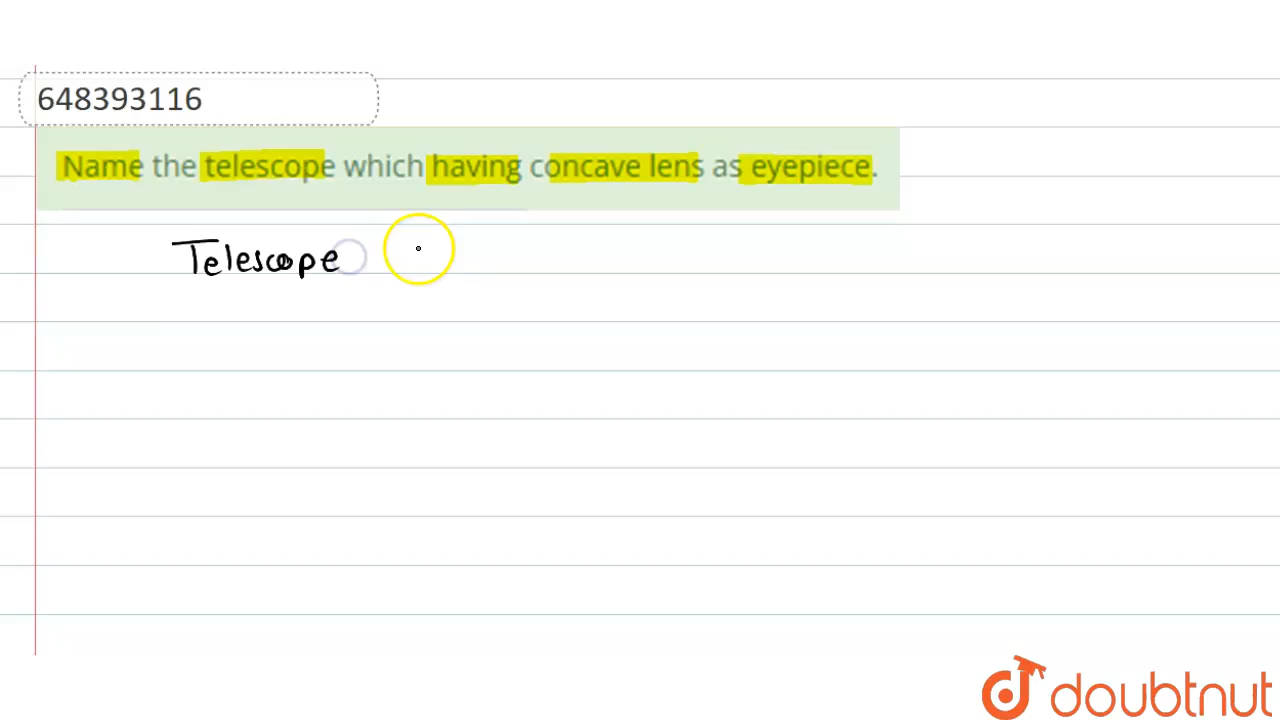 648393116
Name the telescope which having concave lens as eyepiece.
Telescope
doubtnut